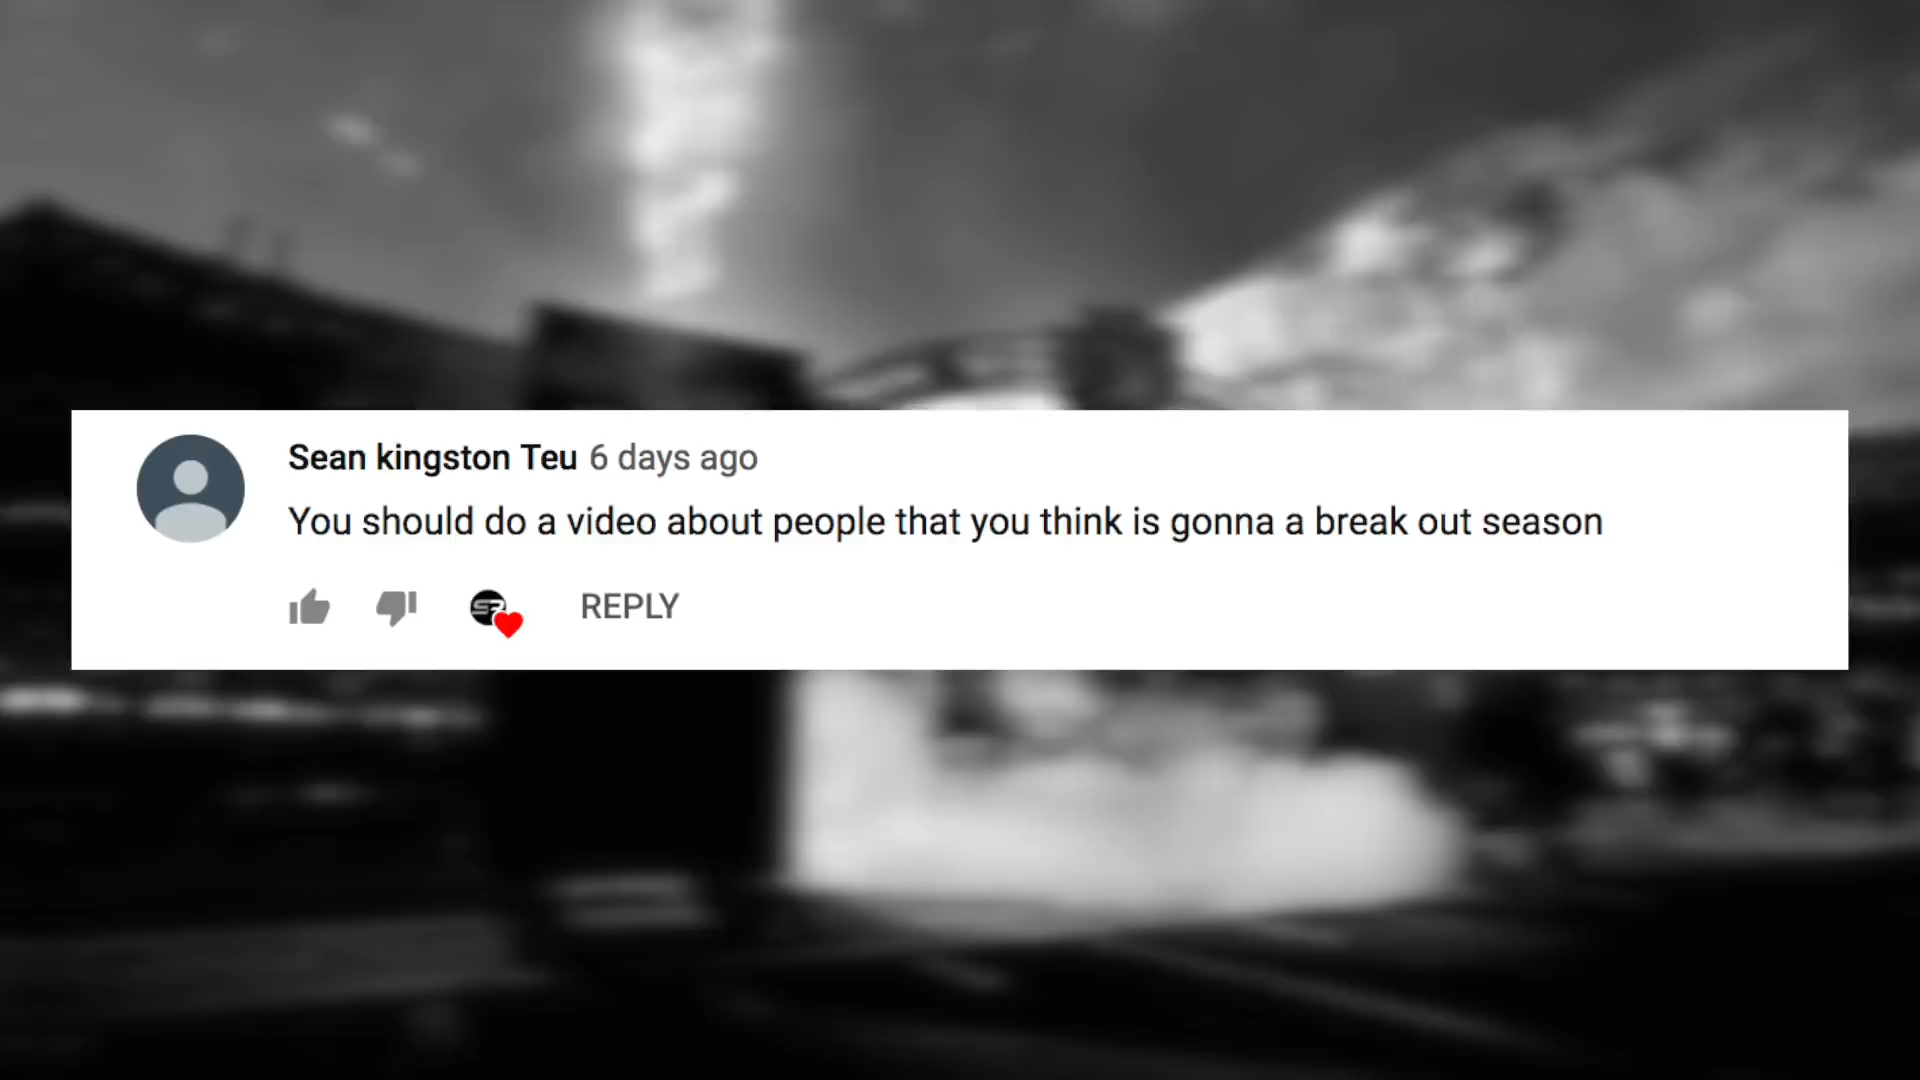 Sean kingston Teu 6 days ago
You should do a video about people that you think is gonna a break out season
SR
REPLY